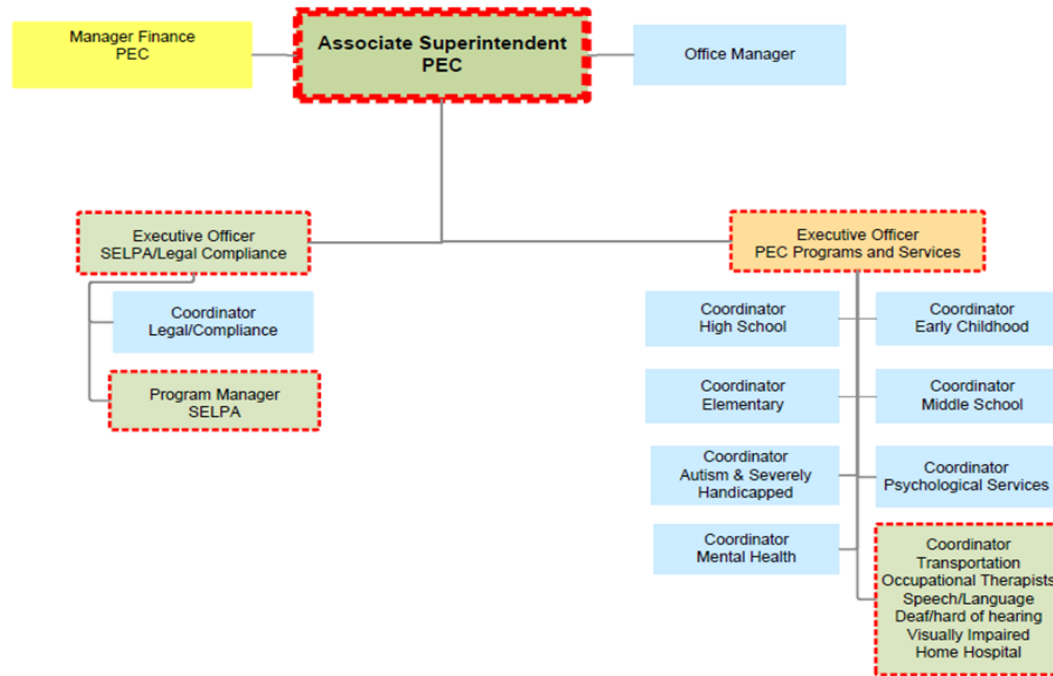 Manager Finance
PEC
Associate Superintendent
PEC
Office Manager
Executive Officer
SELPA/Legal Compliance
Coordinator
Legal/Compliance
Program Manager
SELPA
Executive Officer
PEC Programs and Services
Coordinator
High School
Coordinator
Early Childhood
Coordinator
Elementary
Coordinator
Middle School
Coordinator
Autism & Severely
Handicapped
Coordinator
Psychological Services
Coordinator
Mental Health
Coordinator
Transportation
Occupational Therapists
Speech/Language
Deaf/hard of hearing
Visually Impaired
Home Hospital